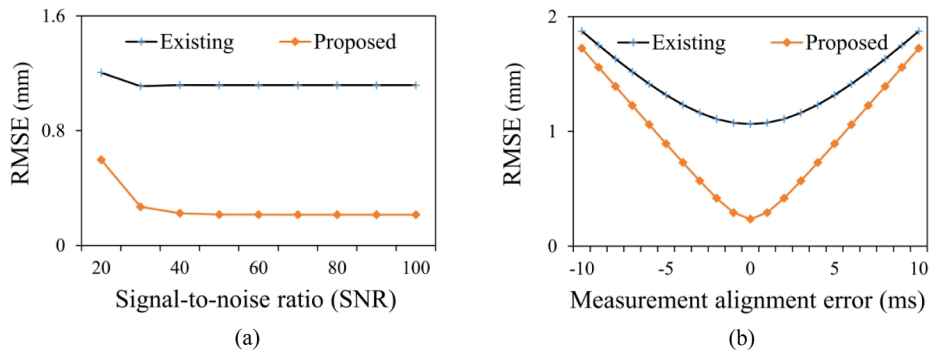 1.6
0.8
0
RMSE (mm)
Existing
Proposed
20 40 60 80 100
Signal-to-noise ratio (SNR)
(a)
2
1
0
RMSE (mm)
Existing
Proposed
-10 -5 0 5 10
Measurement alignment error (ms)
(b)